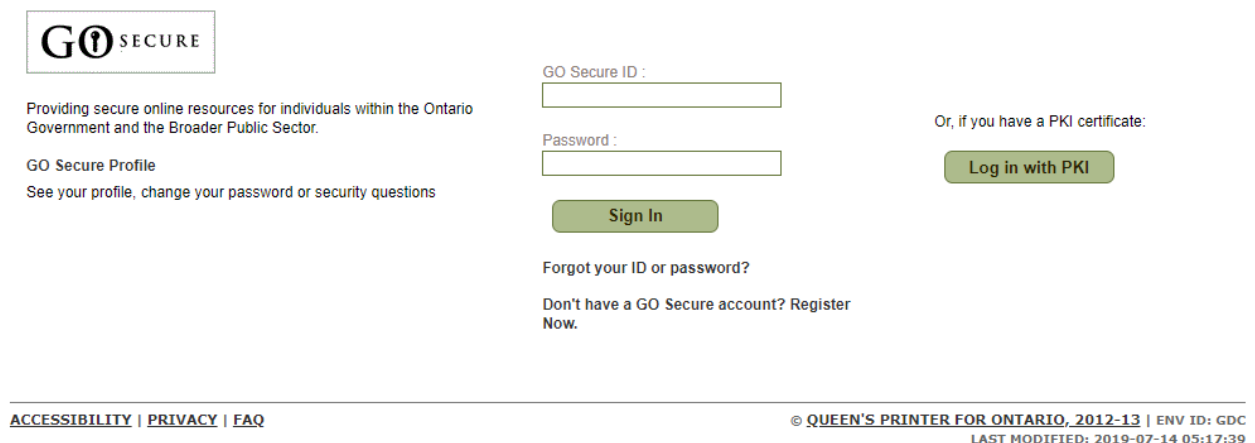 GO SECURE
Providing secure online resources for individuals within the Ontario
Government and the Broader Public Sector.
GO Secure Profile
See your profile, change your password or security questions
GO Secure ID :
Password :
Sign In
Forgot your ID or password?
Don't have a GO Secure account? Register
Now.
Or, if you have a PKI certificate:
Log in with PKI
ACCESSIBILITY | PRIVACY | FAQ
© QUEEN'S PRINTER FOR ONTARIO, 2012-13 | ENV ID: GDC
LAST MODIFIED: 2019-07-14 05:17:39